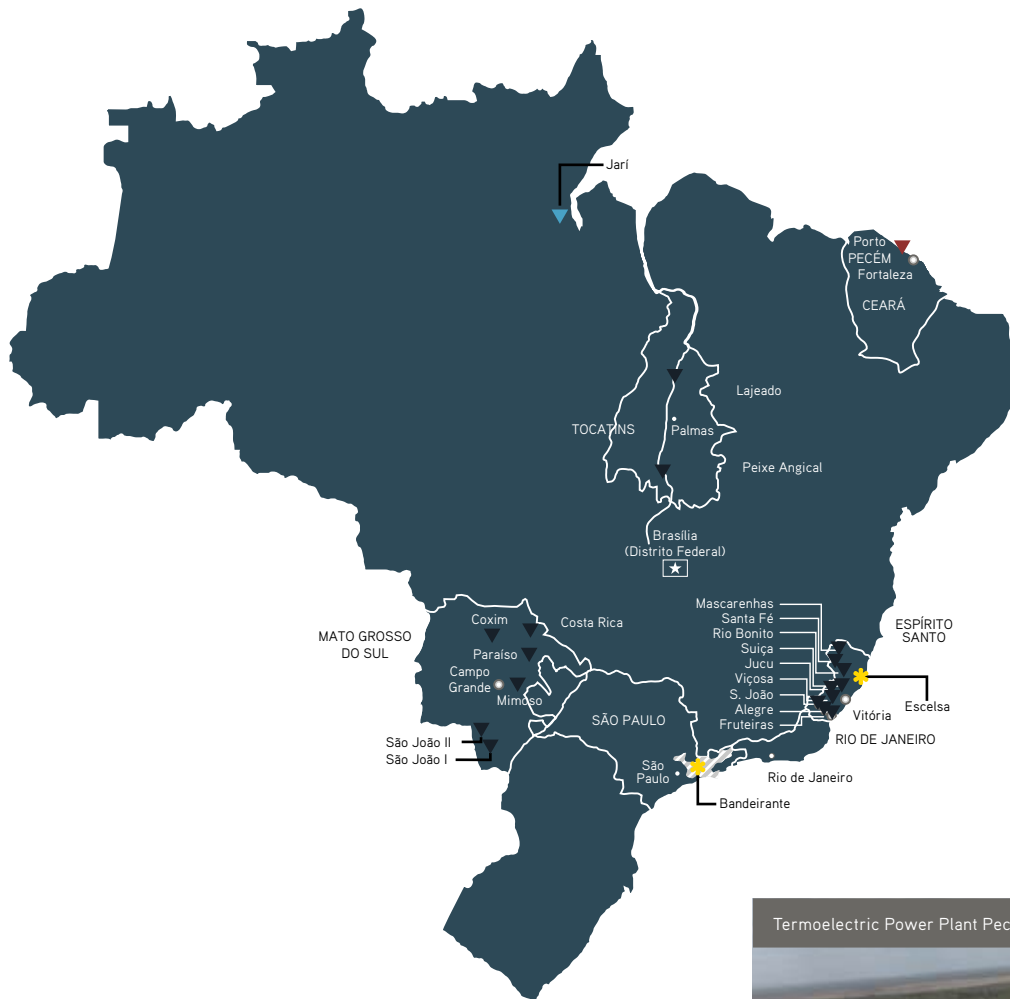 Jarí
Porto
PECÉM
Fortaleza
CEARÁ
Lajeado
TOCATINS
Palmas
Peixe Angical
Brasília
(Distrito Federal)
Mascarenhas
Santa Fé
Rio Bonito
Suiça
Jucu
Viçosa
S. João
Alegre
Fruteiras
ESPÍRITO
SANTO
Escelsa
Vitória
RIO DE JANEIRO
Rio de Janeiro
MATO GROSSO
DO SUL
Coxim
Costa Rica
Paraíso
Campo
Grande
Mimoso
São João II
São João I
SÃO PAULO
São
Paulo
Bandeirante
Termoelectric Power Plant Pec